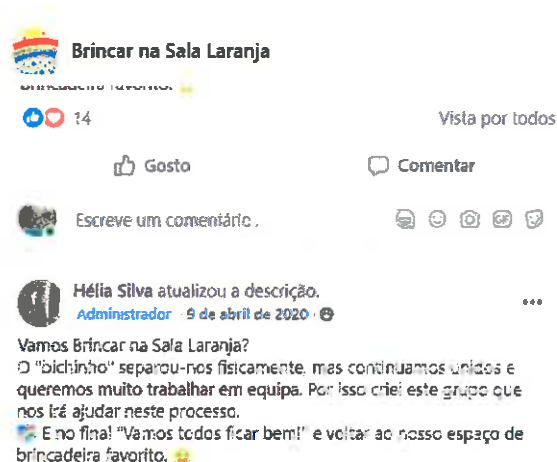 Brincar na Sala Laranja
brincadeira favorito.
14
Vista por todos
Gosto
Comentar
Escreve um comentário.
GIF
Hélia Silva atualizou a descrição.
Administrador · 9 de abril de 2020
Vamos Brincar na Sala Laranja?
O "bichinho" separou-nos fisicamente, mas continuamos unidos e
queremos muito trabalhar em equipa. Por isso criei este grupo que
nos irá ajudar neste processo.
E no final "Vamos todos ficar bem!" e voltar ao nosso espaço de
brincadeira favorito.